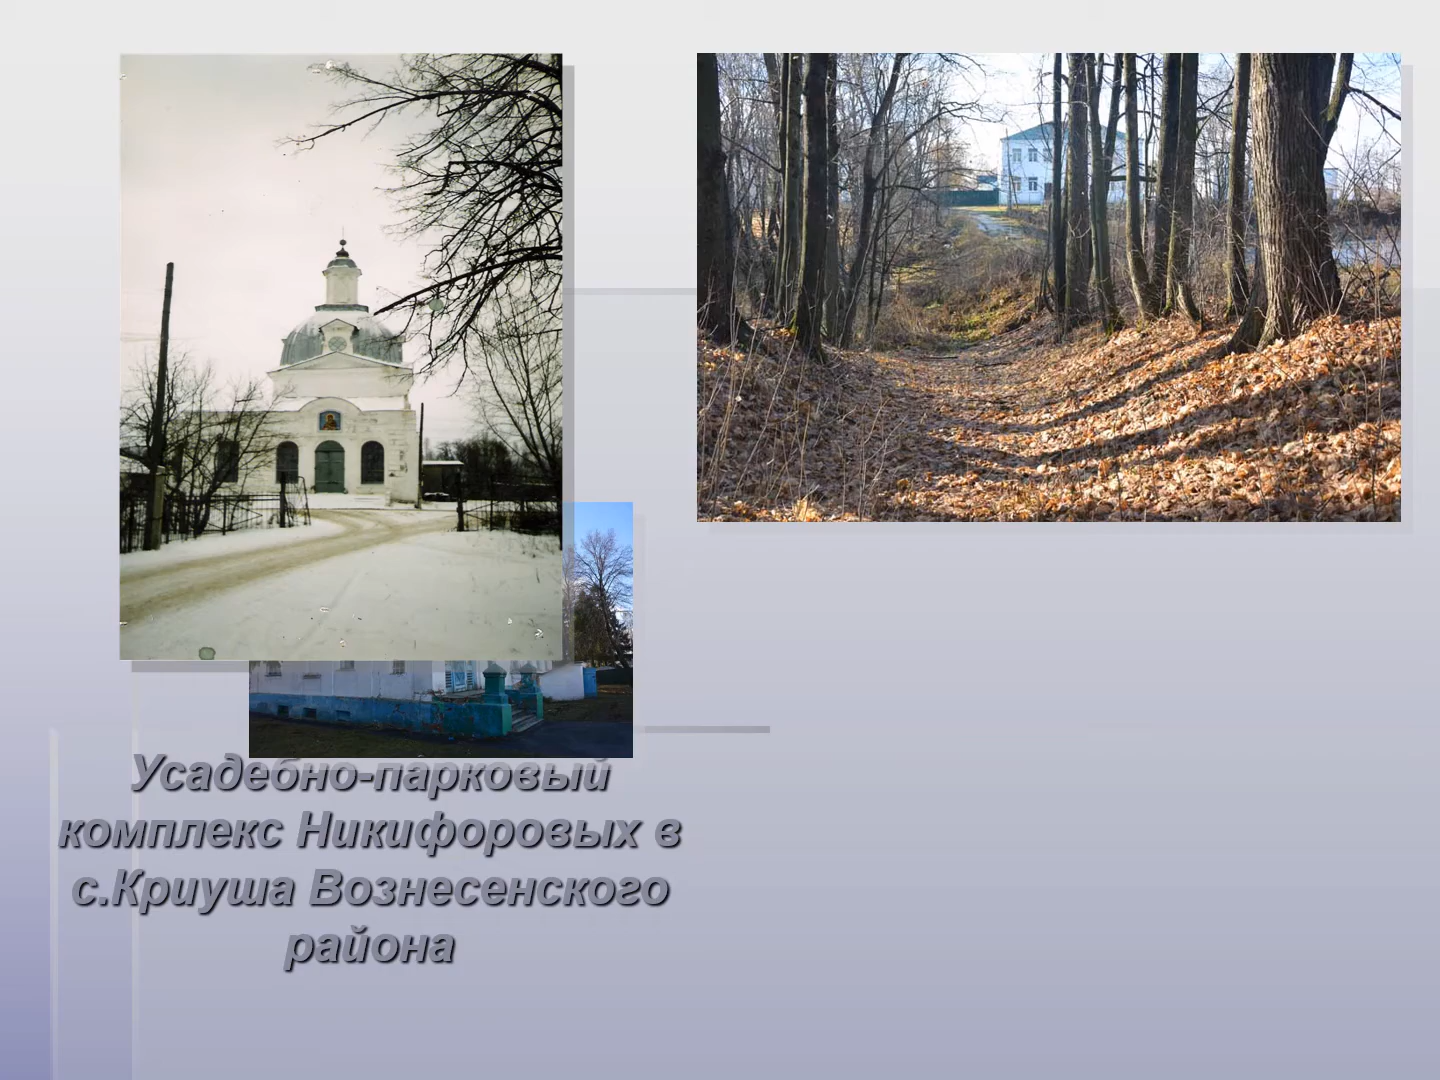 Усадебно-парковый
комплекс Никифоровых в
с.Криуша Вознесенского
района